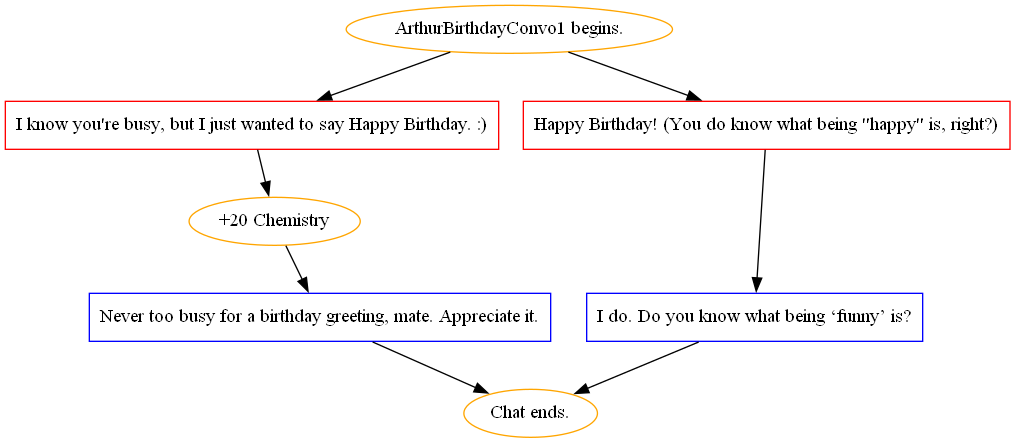 ArthurBirthdayConvo1 begins.
I know you're busy, but I just wanted to say Happy Birthday. :)
Happy Birthday! (You do know what being "happy" is, right?)
+20 Chemistry
Never too busy for a birthday greeting, mate. Appreciate it.
I do. Do you know what being ‘funny’ is?
Chat ends.